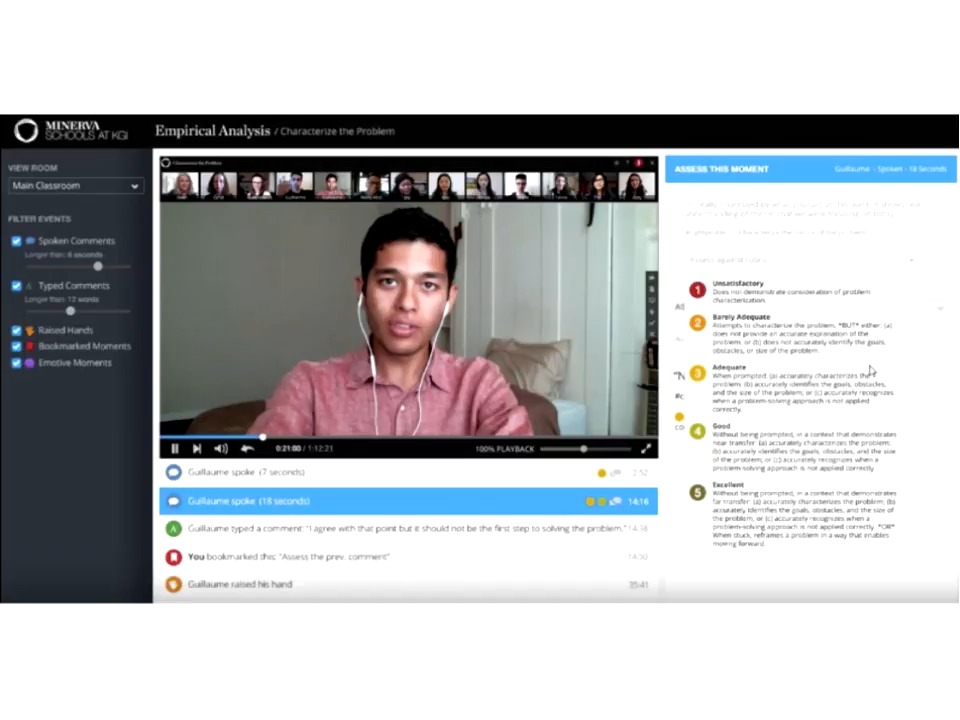 MINERVA
SCHOOLS AT KGI
Empirical Analysis / Characterize the Problem
VIEW ROOM
Main Classroom
FILTER EVENTS
Spoken Comments
Longer than: 6 seconds
A Typed Comments
Longer than: 12 words
Raised Hands
Bookmarked Moments
Emotive Moments
Characterize the Problem
0:21:00 / 1:12:21
100% PLAYBACK
Guillaume spoke (7 seconds) 2:52
Guillaume spoke (18 seconds) 14:16
A Guillaume typed a comment: "I agree with that point but it should not be the first step to solving the problem." 14:38
You bookmarked this: "Assess the prev. comment" 14:50
Guillaume raised his hand 35:41
ASSESS THIS MOMENT Guillaume - Spoken - 18 Seconds
1 Unsatisfactory
Does not demonstrate consideration of problem
characterization.
2 Barely Adequate
Attempts to characterize the problem, *BUT* either: (a)
does not provide an accurate explanation of the
problem, or (b) does not accurately identify the goals,
obstacles, or size of the problem.
3 Adequate
When prompted: (a) accurately characterizes the
problem, (b) accurately identifies the goals, obstacles,
and the size of the problem; or (c) accurately recognizes
when a problem-solving approach is not applied
correctly.
4 Good
Without being prompted, in a context that demonstrates
near transfer: (a) accurately characterizes the problem;
(b) accurately identifies the goals, obstacles, and the size
of the problem; or (c) accurately recognizes when a
problem-solving approach is not applied correctly.
5 Excellent
Without being prompted, in a context that demonstrates
far transfer: (a) accurately characterizes the problem; (b)
accurately identifies the goals, obstacles, and the size of
the problem, or (c) accurately recognizes when a
problem-solving approach is not applied correctly. *OR*
When stuck, reframes a problem in a way that enables
moving forward.